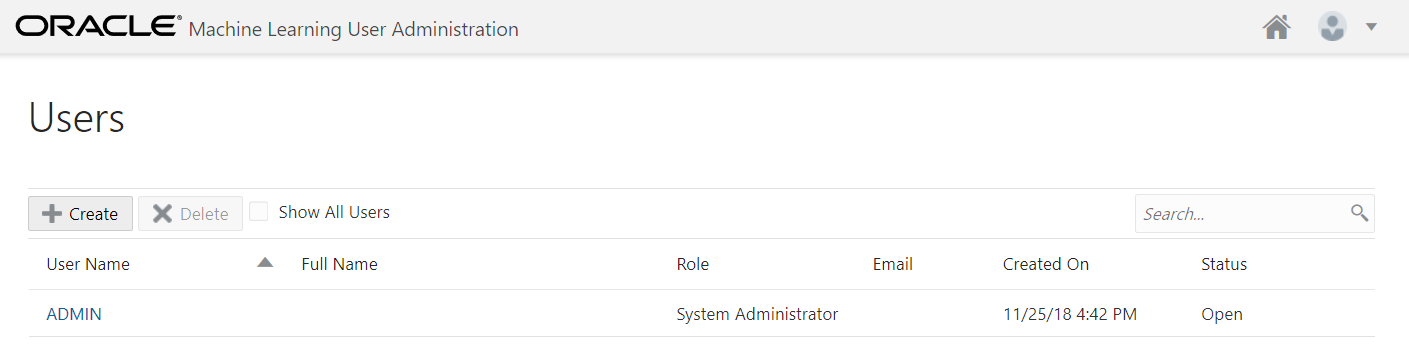 ORACLE® Machine Learning User Administration
Users
Create Delete Show All Users Search...
User Name Full Name Role Email Created On Status
ADMIN System Administrator 11/25/18 4:42 PM Open